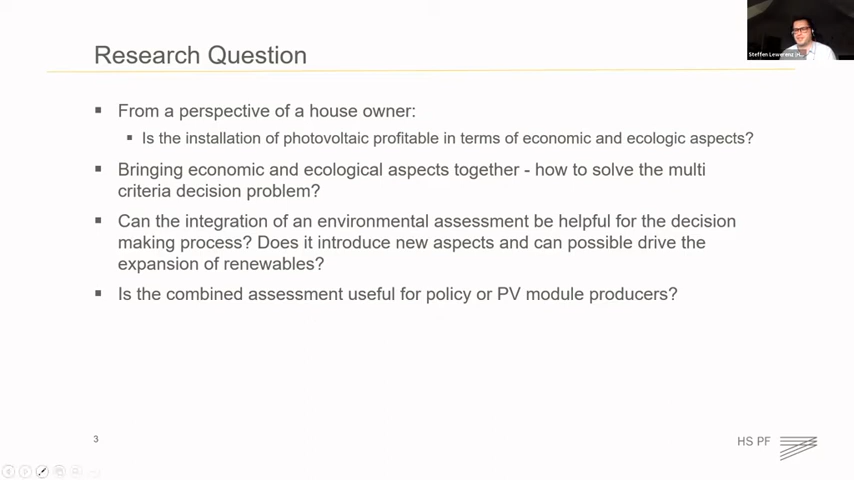 Research Question
From a perspective of a house owner:
Is the installation of photovoltaic profitable in terms of economic and ecologic aspects?
Bringing economic and ecological aspects together - how to solve the multi
criteria decision problem?
Can the integration of an environmental assessment be helpful for the decision
making process? Does it introduce new aspects and can possible drive the
expansion of renewables?
Is the combined assessment useful for policy or PV module producers?
3
HS PF
Steffen Lewerenz